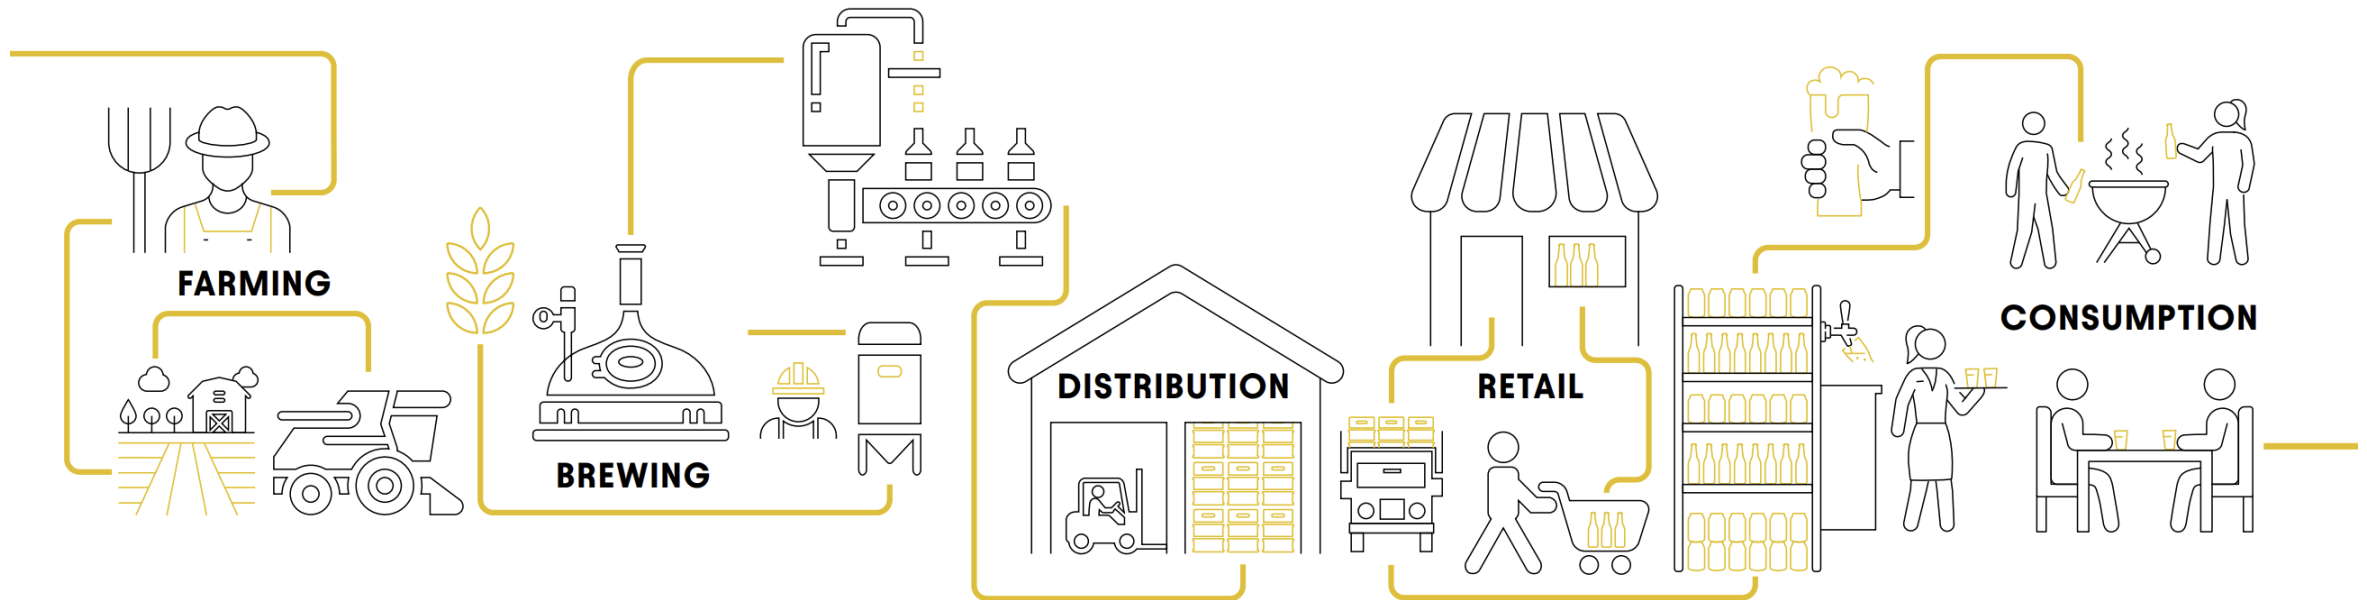 FARMING
BREWING
DISTRIBUTION
RETAIL
CONSUMPTION